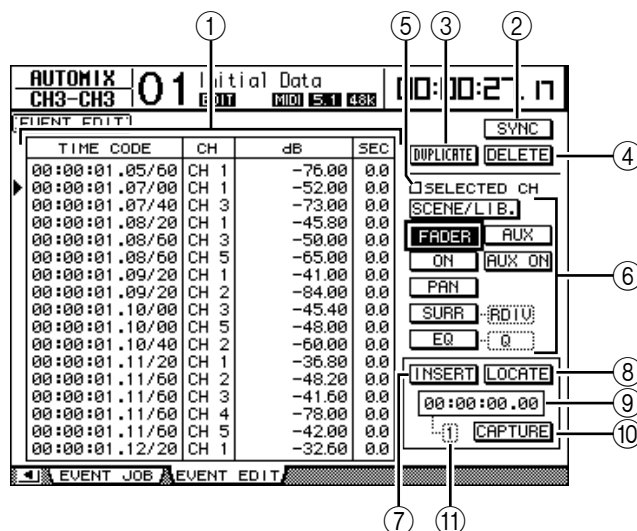 ① ⑤ ③ ②
AUTOMIX
CH3-CH3
01 Initial Data
EDIT MIDI 5.1 48k
00:00:27.17
EVENT EDIT
SYNC
DUPLICATE DELETE
④
TIME CODE CH dB SEC
00:00:01.05/60 CH 1 -76.00 0.0
00:00:01.07/00 CH 1 -52.00 0.0
00:00:01.07/40 CH 3 -73.00 0.0
00:00:01.08/20 CH 1 -45.80 0.0
00:00:01.08/60 CH 3 -50.00 0.0
00:00:01.08/60 CH 5 -65.00 0.0
00:00:01.09/20 CH 1 -41.00 0.0
00:00:01.09/20 CH 2 -84.00 0.0
00:00:01.10/00 CH 3 -45.40 0.0
00:00:01.10/00 CH 5 -48.00 0.0
00:00:01.10/40 CH 2 -60.00 0.0
00:00:01.11/20 CH 1 -36.80 0.0
00:00:01.11/60 CH 2 -48.20 0.0
00:00:01.11/60 CH 3 -41.60 0.0
00:00:01.11/60 CH 4 -78.00 0.0
00:00:01.11/60 CH 5 -42.00 0.0
00:00:01.12/20 CH 1 -32.60 0.0
SELECTED CH
SCENE/LIB.
FADER AUX
ON AUX ON
PAN
SURR RDIV
EQ Q
⑥
INSERT LOCATE
⑧
00:00:00.00
⑨
1 CAPTURE
⑩
EVENT JOB EVENT EDIT
⑦ ⑪